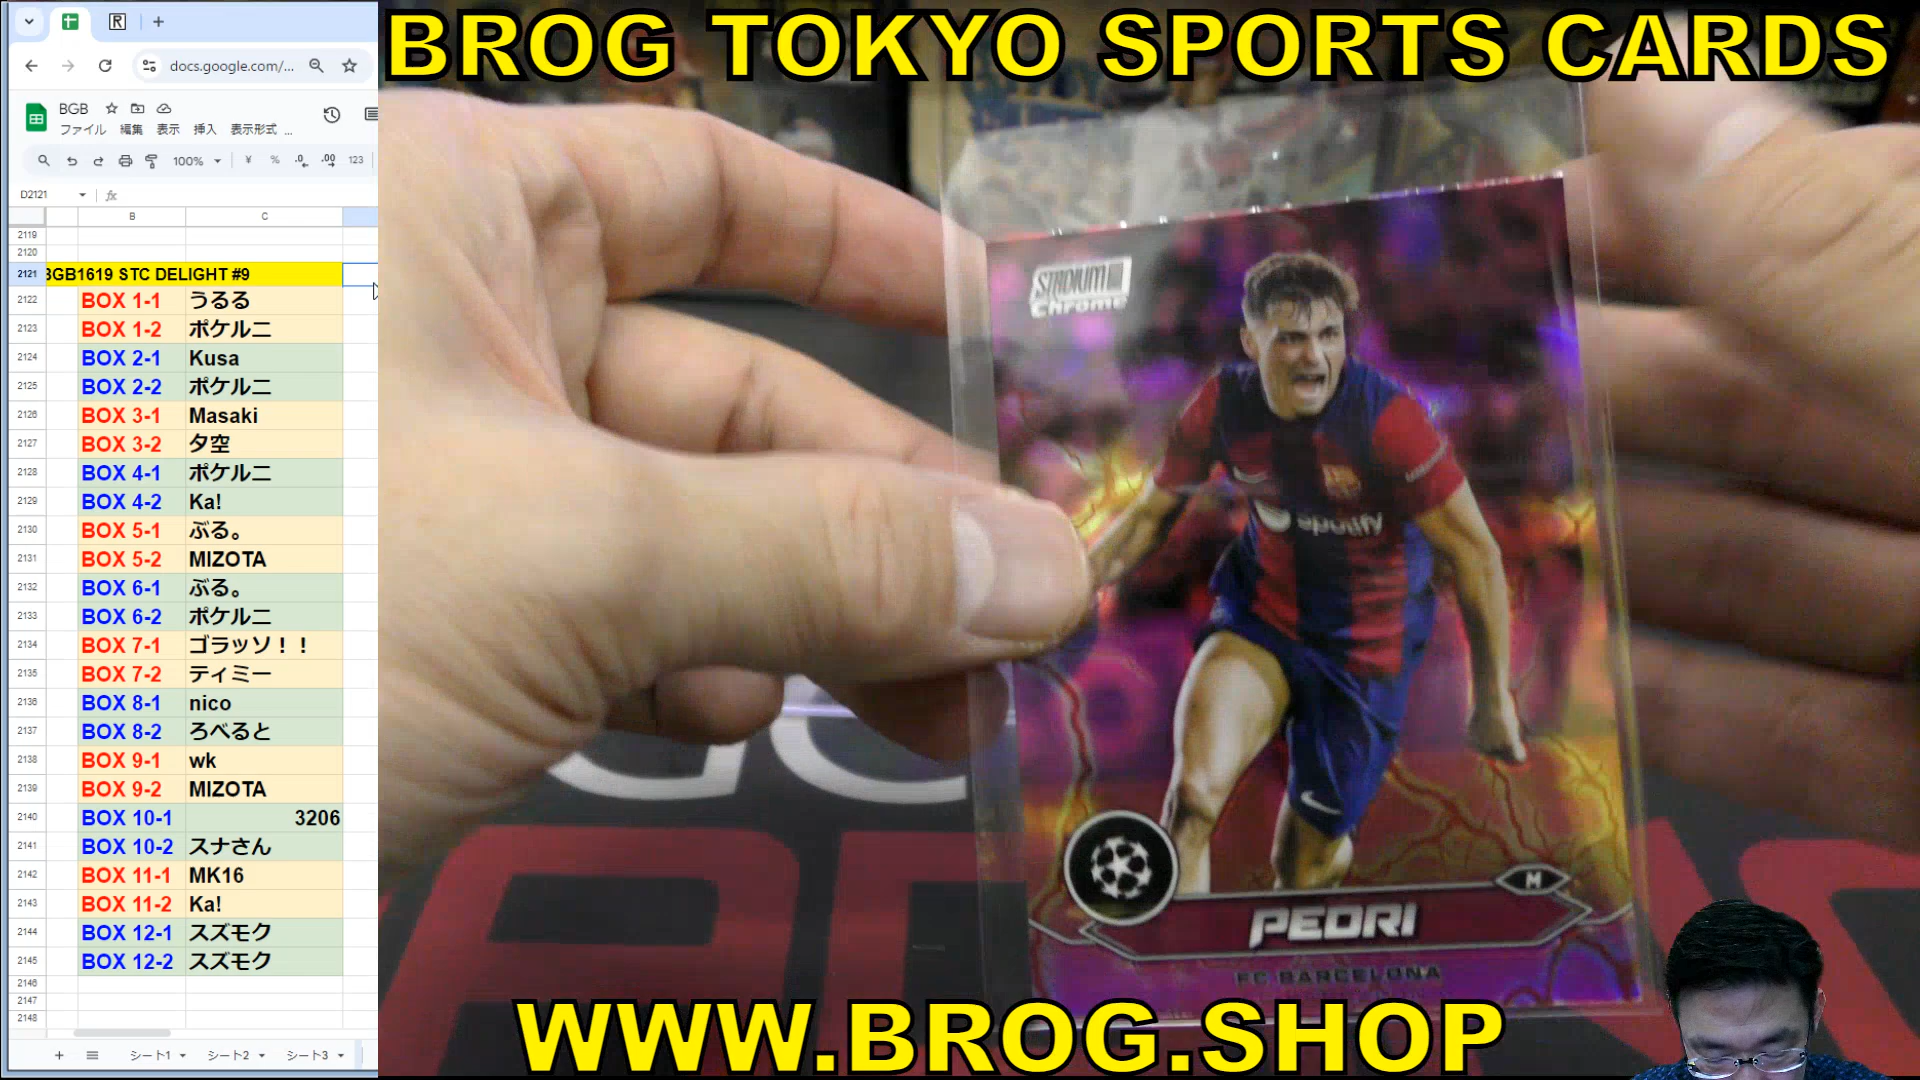 BROG TOKYO SPORTS CARDS
docs.google.com/...
BGB
ファイル 編集 表示 挿入 表示形式 ...
100% ¥ % .0 .00 123
D2121 fx
B C
2119
2120
2121 BGB1619 STC DELIGHT #9
2122 BOX 1-1 うるる
2123 BOX 1-2 ポケル二
2124 BOX 2-1 Kusa
2125 BOX 2-2 ポケル二
2126 BOX 3-1 Masaki
2127 BOX 3-2 夕空
2128 BOX 4-1 ポケル二
2129 BOX 4-2 Ka!
2130 BOX 5-1 ぶる。
2131 BOX 5-2 MIZOTA
2132 BOX 6-1 ぶる。
2133 BOX 6-2 ポケル二
2134 BOX 7-1 ゴラッソ！！
2135 BOX 7-2 ティミー
2136 BOX 8-1 nico
2137 BOX 8-2 ろべると
2138 BOX 9-1 wk
2139 BOX 9-2 MIZOTA
2140 BOX 10-1 3206
2141 BOX 10-2 スナさん
2142 BOX 11-1 MK16
2143 BOX 11-2 Ka!
2144 BOX 12-1 スズモク
2145 BOX 12-2 スズモク
2146
2147
2148
シート1 シート2 シート3
STADIUM
Chrome
Spotify
M
PEDRI
FC BARCELONA
WWW.BROG.SHOP